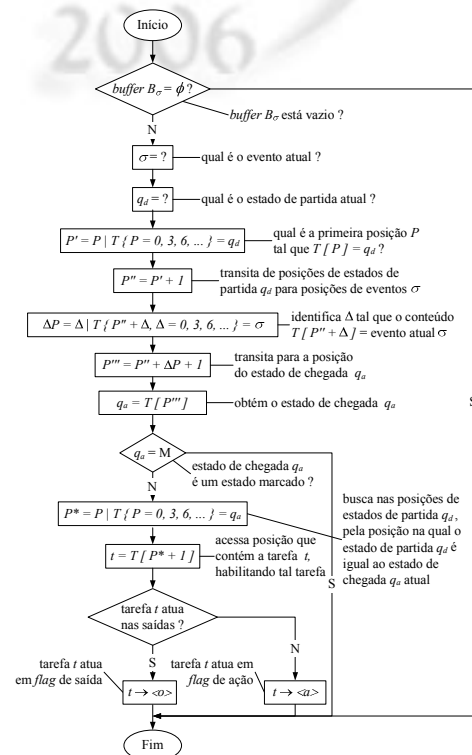 2006
Início
buffer Bσ = ϕ ?
buffer Bσ está vazio ?
N
σ = ?
qual é o evento atual ?
qd = ?
qual é o estado de partida atual ?
P' = P | T { P = 0, 3, 6, ... } = qd
qual é a primeira posição P
tal que T [ P ] = qd ?
P" = P' + 1
transita de posições de estados de
partida qd para posições de eventos σ
ΔP = Δ | T { P" + Δ, Δ = 0, 3, 6, ... } = σ
identifica Δ tal que o conteúdo
T [ P" + Δ ] = evento atual σ
P''' = P" + ΔP + 1
transita para a posição
do estado de chegada qa
qa = T [ P''' ]
obtém o estado de chegada qa
S
qa = M
estado de chegada qa
é um estado marcado ?
N
P* = P | T { P = 0, 3, 6, ... } = qa
busca nas posições de
estados de partida qd,
pela posição na qual o
estado de partida qd é
igual ao estado de
chegada qa atual
t = T [ P* + 1 ]
acessa posição que
contém a tarefa t,
habilitando tal tarefa
S
tarefa t atua
nas saídas ?
S
N
tarefa t atua
em flag de saída
t → <o>
tarefa t atua em
flag de ação
t → <a>
Fim